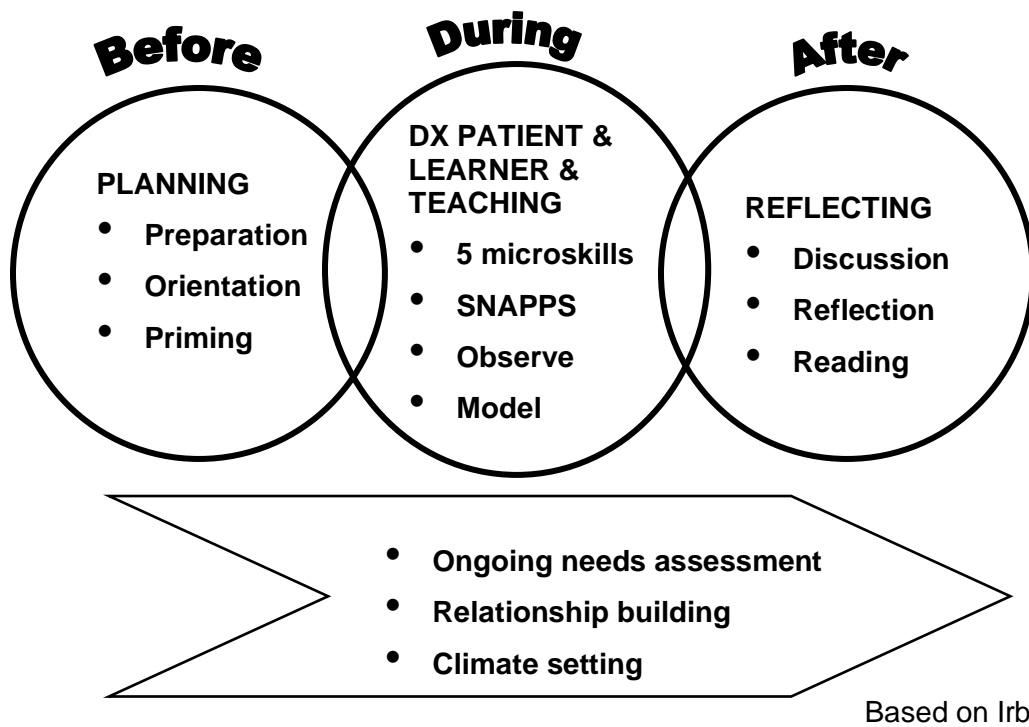 Before
PLANNING
• Preparation
• Orientation
• Priming
During
DX PATIENT &
LEARNER &
TEACHING
• 5 microskills
• SNAPPS
• Observe
• Model
After
REFLECTING
• Discussion
• Reflection
• Reading
• Ongoing needs assessment
• Relationship building
• Climate setting
Based on Irb